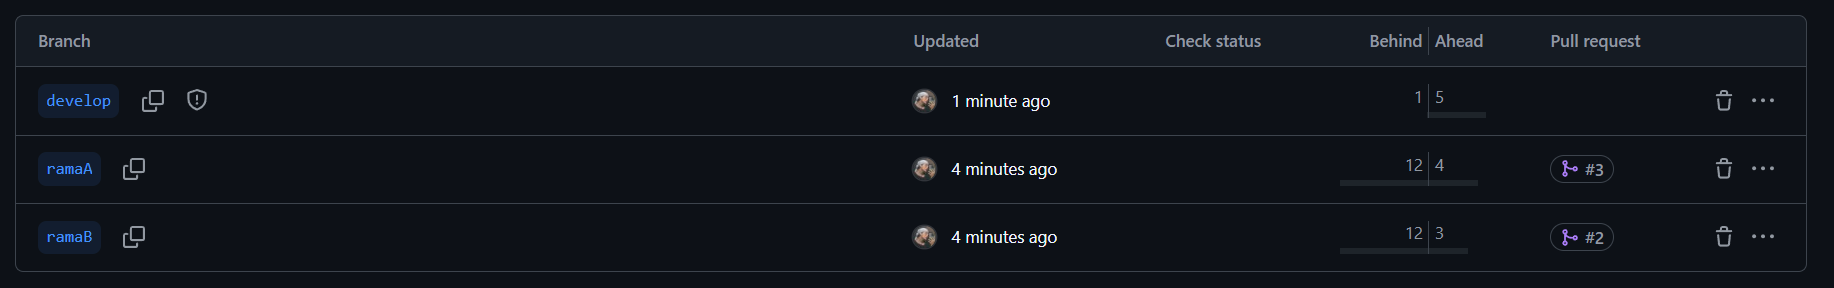 Branch Updated Check status Behind Ahead Pull request
develop 1 minute ago 1 5
ramaA 4 minutes ago 12 4 #3
ramaB 4 minutes ago 12 3 #2